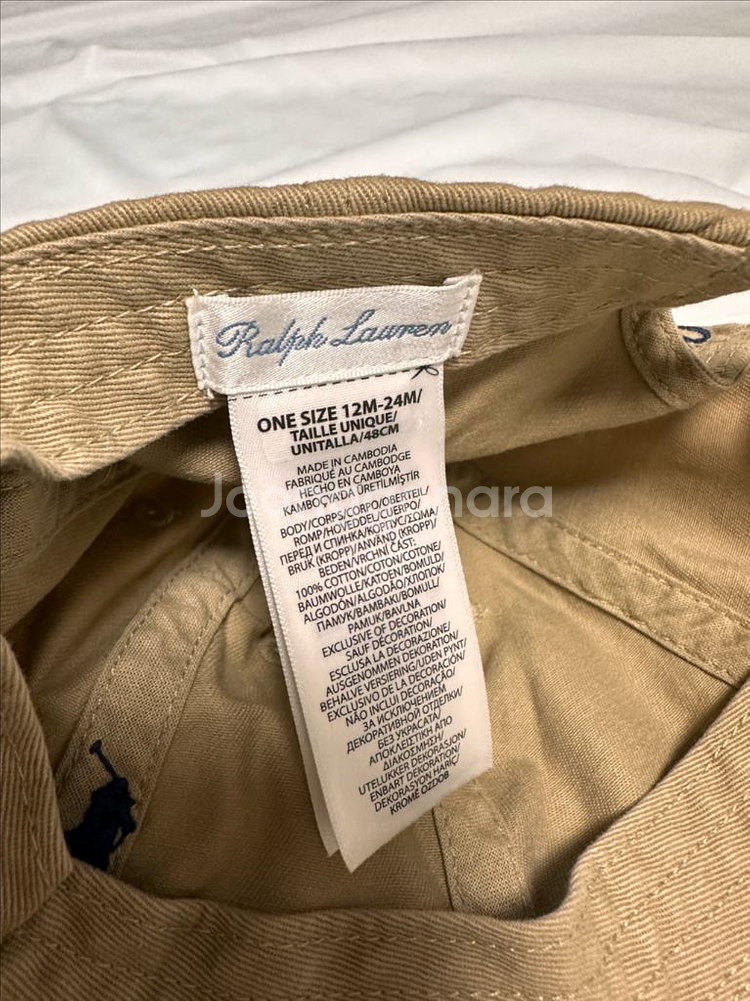 Ralph Lauren
ONE SIZE 12M-24M/
TAILLE UNIQUE/
UNITALLA/48CM
MADE IN CAMBODIA
FABRIQUÉ AU CAMBODGE
HECHO EN CAMBOYA
KAMBOÇYA'DA ÜRETİLMİŞTİR
BODY/CORPS/CORPO/OBERTEIL/
ROMP/HOVEDDEL/CUERPO/
ПЕРЕД И СПИНКА/КОРПУС/ΣΩΜΑ/
BRUK (KROPP)/ANVÄND (KROPP)/
BEDEN/VRCHNÍ ČÁST:
100% COTTON/COTON/COTONE/
BAUMWOLLE/KATOEN/BOMULD/
ALGODÓN/ALGODÃO/ХЛОПОК/
ΠΑΜΥΚ/ΒΑΜΒΑΚΙ/BOMULL/
PAMUK/BAVLNA
EXCLUSIVE OF DECORATION/
SAUF DÉCORATION/
ESCLUSA LA DECORAZIONE/
AUSGENOMMEN DEKORATION/
BEHALVE VERSIERING/UDEN PYNT/
EXCLUSIVO DE LA DECORACIÓN/
NÃO INCLUI DECORAÇÃO/
ЗА ИСКЛЮЧЕНИЕМ
ДЕКОРАТИВНОЙ ОТДЕЛКИ/
БЕЗ УКРАСАТА/
ΑΠΟΚΛΕΙΣΤΙΚΗ ΑΠΟ
ΔΙΑΚΟΣΜΗΣΗ/
UTELUKKER DEKORASJON/
ENBART DEKORATION/
DEKORASYON HARİÇ/
KROMĚ OZDOB